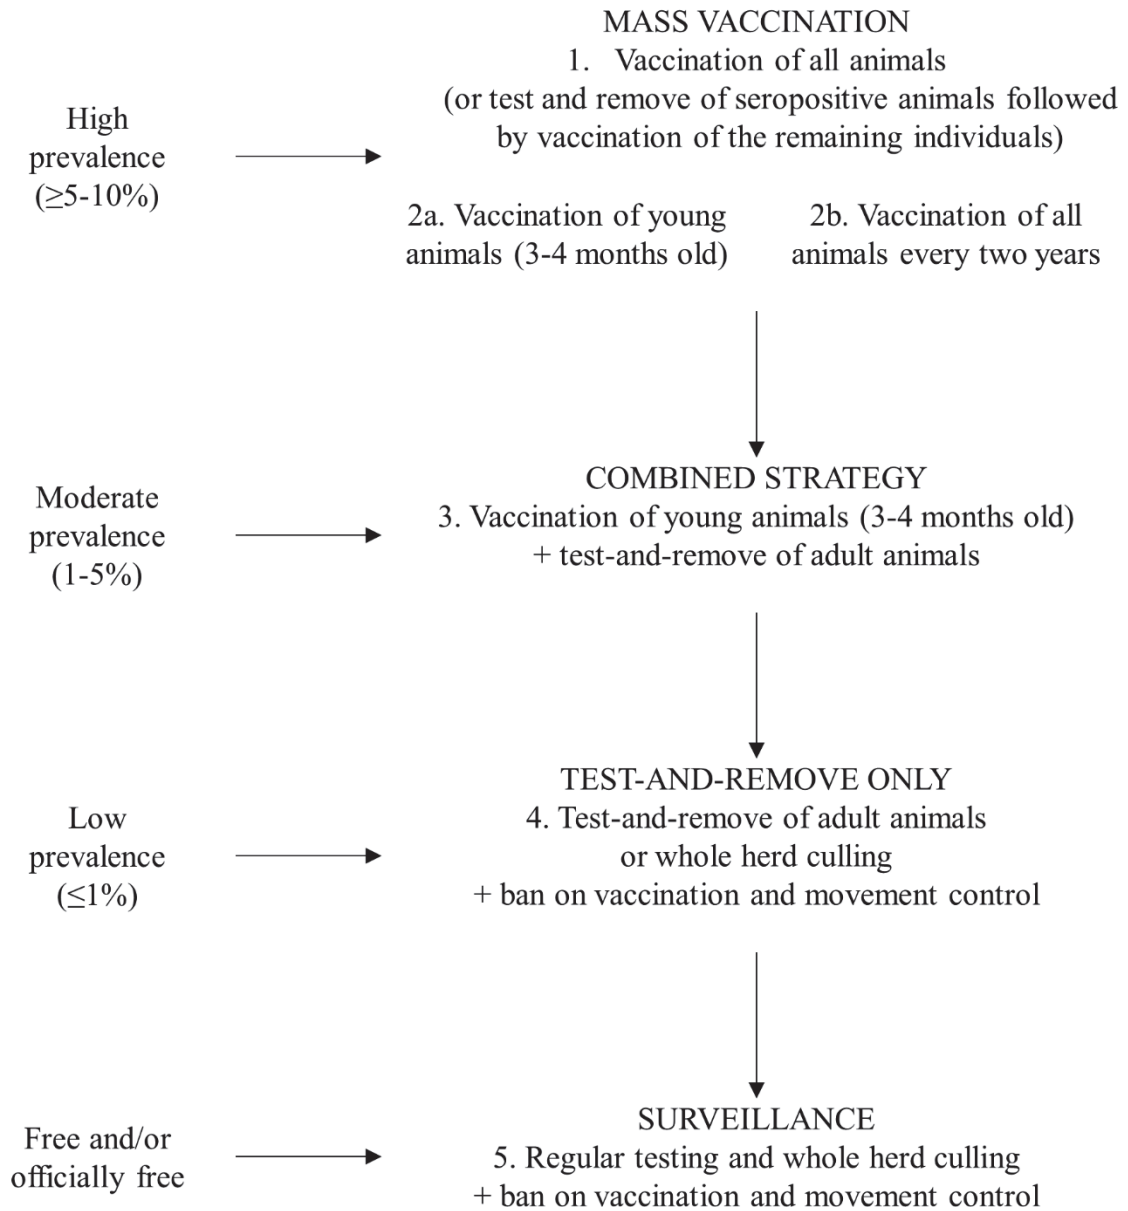 High
prevalence
(≥5-10%)
MASS VACCINATION
1. Vaccination of all animals
(or test and remove of seropositive animals followed
by vaccination of the remaining individuals)
2a. Vaccination of young
animals (3-4 months old)
2b. Vaccination of all
animals every two years
Moderate
prevalence
(1-5%)
COMBINED STRATEGY
3. Vaccination of young animals (3-4 months old)
+ test-and-remove of adult animals
Low
prevalence
(≤1%)
TEST-AND-REMOVE ONLY
4. Test-and-remove of adult animals
or whole herd culling
+ ban on vaccination and movement control
Free and/or
officially free
SURVEILLANCE
5. Regular testing and whole herd culling
+ ban on vaccination and movement control